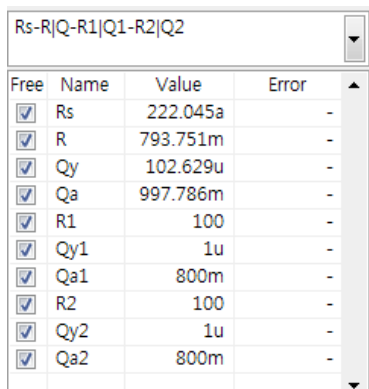 Rs-R|Q-R1|Q1-R2|Q2
Free Name Value Error
Rs 222.045a -
R 793.751m -
Qy 102.629u -
Qa 997.786m -
R1 100 -
Qy1 1u -
Qa1 800m -
R2 100 -
Qy2 1u -
Qa2 800m -